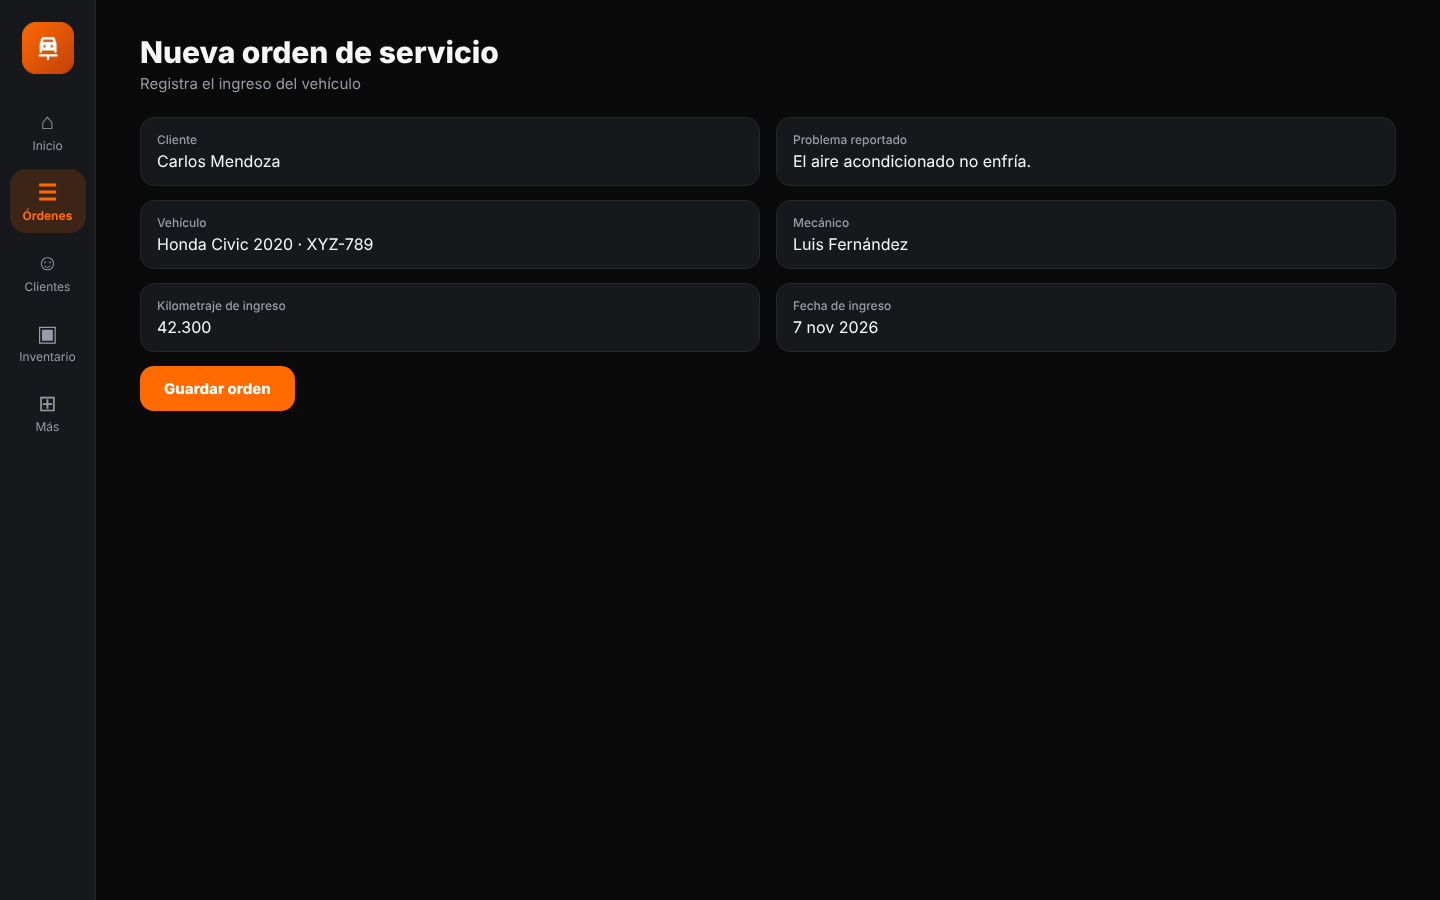 Nueva orden de servicio
Registra el ingreso del vehículo
Inicio
Órdenes
Clientes
Inventario
Más
Cliente
Carlos Mendoza
Problema reportado
El aire acondicionado no enfría.
Vehículo
Honda Civic 2020 · XYZ-789
Mecánico
Luis Fernández
Kilometraje de ingreso
42.300
Fecha de ingreso
7 nov 2026
Guardar orden